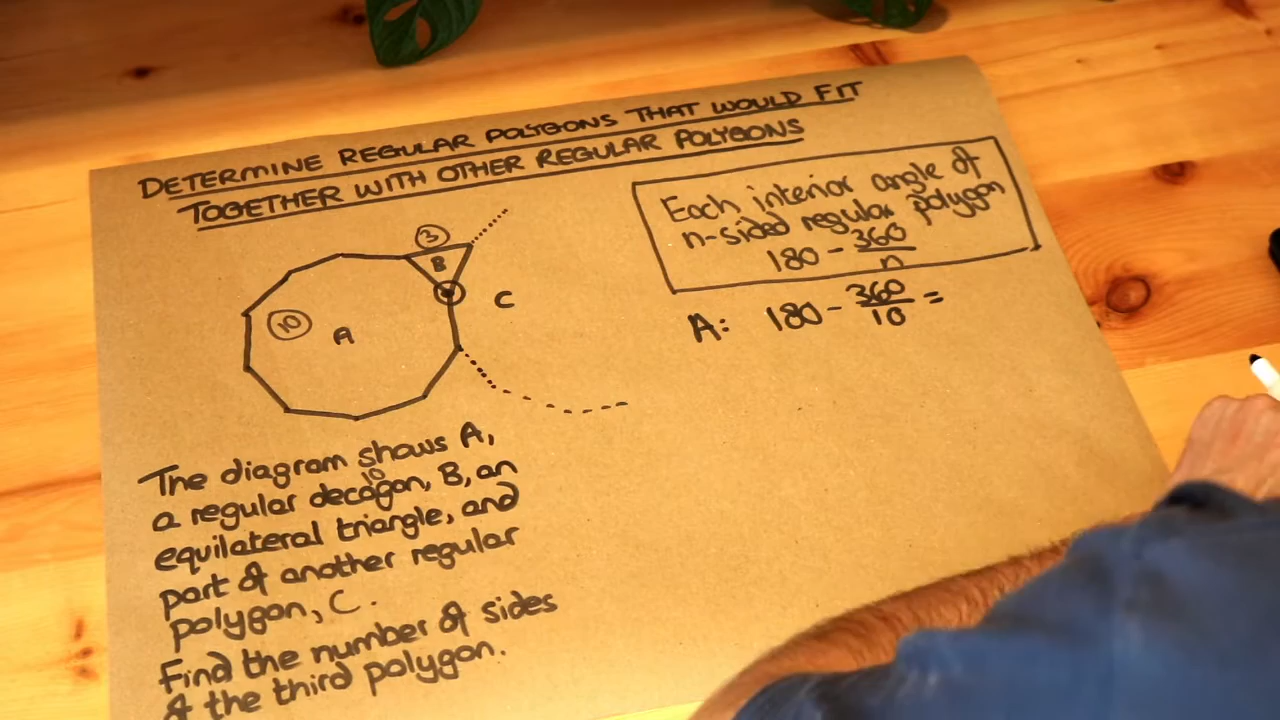 DETERMINE REGULAR POLYGONS THAT WOULD FIT
TOGETHER WITH OTHER REGULAR POLYGONS
Each interior angle of
n-sided regular polygon
180 - 360/n
3
B
C
10
A
A: 180 - 360/10 =
The diagram shows A,
10
a regular decagon, B, an
equilateral triangle, and
part of another regular
polygon, C.
Find the number of sides
of the third polygon.